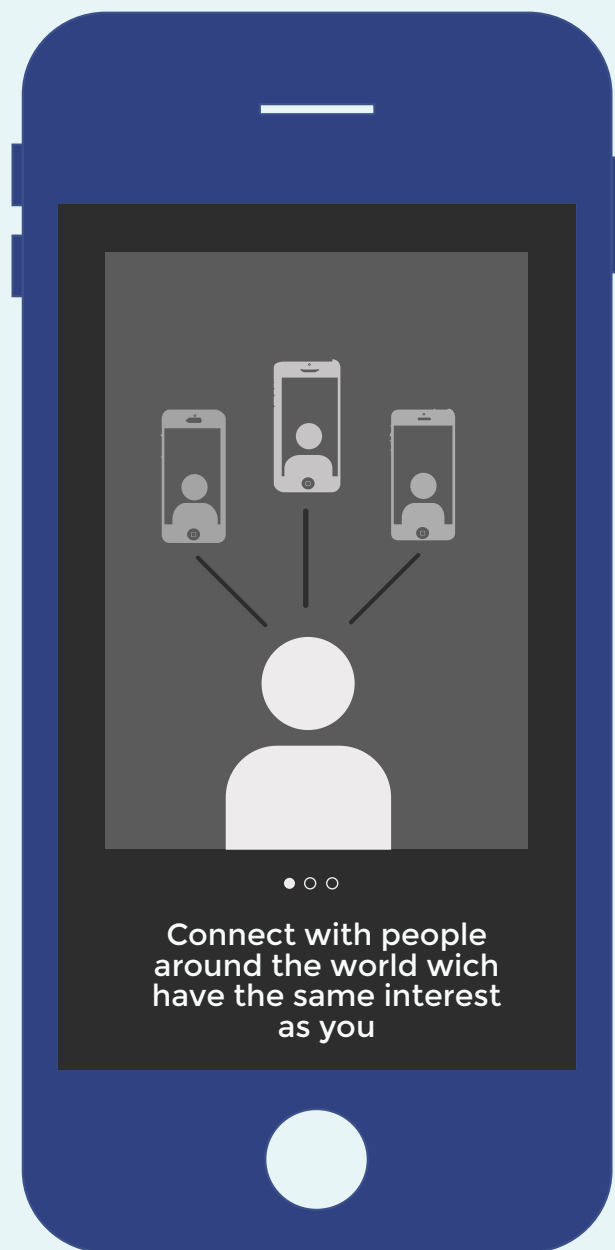 Connect with people
around the world wich
have the same interest
as you